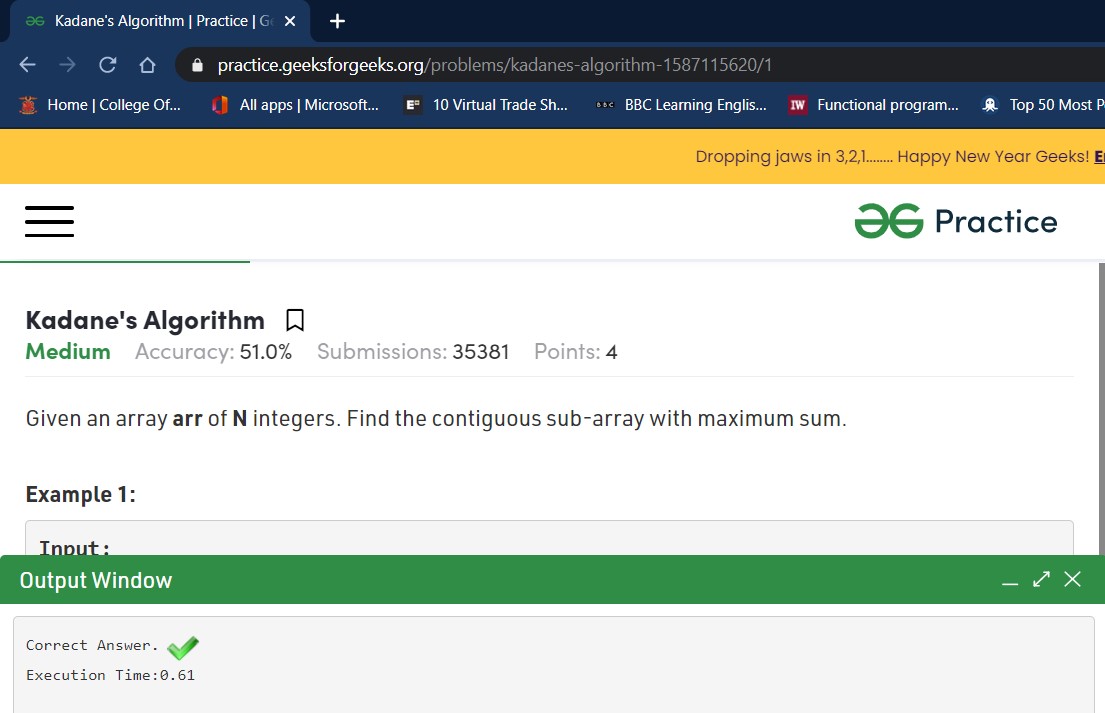 Kadane's Algorithm | Practice | G
practice.geeksforgeeks.org/problems/kadanes-algorithm-1587115620/1
Home | College Of... All apps | Microsoft... E= 10 Virtual Trade Sh... BBC BBC Learning Englis... IW Functional program... Top 50 Most P
Dropping jaws in 3,2,1........ Happy New Year Geeks!
Practice
Kadane's Algorithm
Medium Accuracy: 51.0% Submissions: 35381 Points: 4
Given an array arr of N integers. Find the contiguous sub-array with maximum sum.
Example 1:
Input:
Output Window
Correct Answer.
Execution Time:0.61